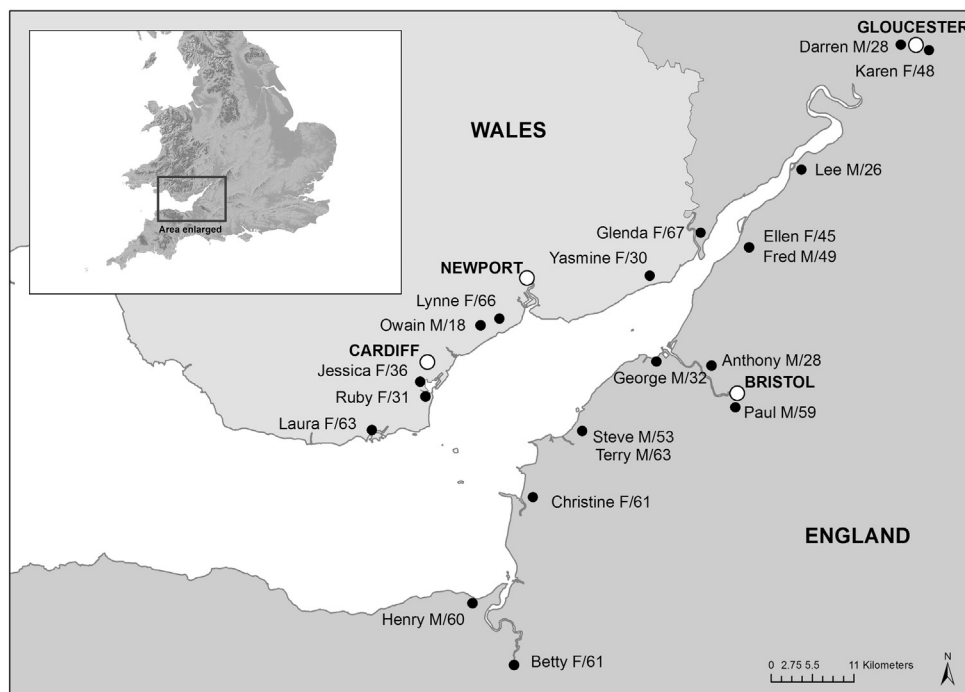 GLOUCESTER
Darren M/28
Karen F/48
WALES
Lee M/26
Area enlarged
Glenda F/67
Ellen F/45
Fred M/49
Yasmine F/30
NEWPORT
Lynne F/66
Owain M/18
CARDIFF
Jessica F/36
Anthony M/28
George M/32
BRISTOL
Ruby F/31
Paul M/59
Laura F/63
Steve M/53
Terry M/63
Christine F/61
ENGLAND
Henry M/60
Betty F/61
N
0 2.75 5.5 11 Kilometers